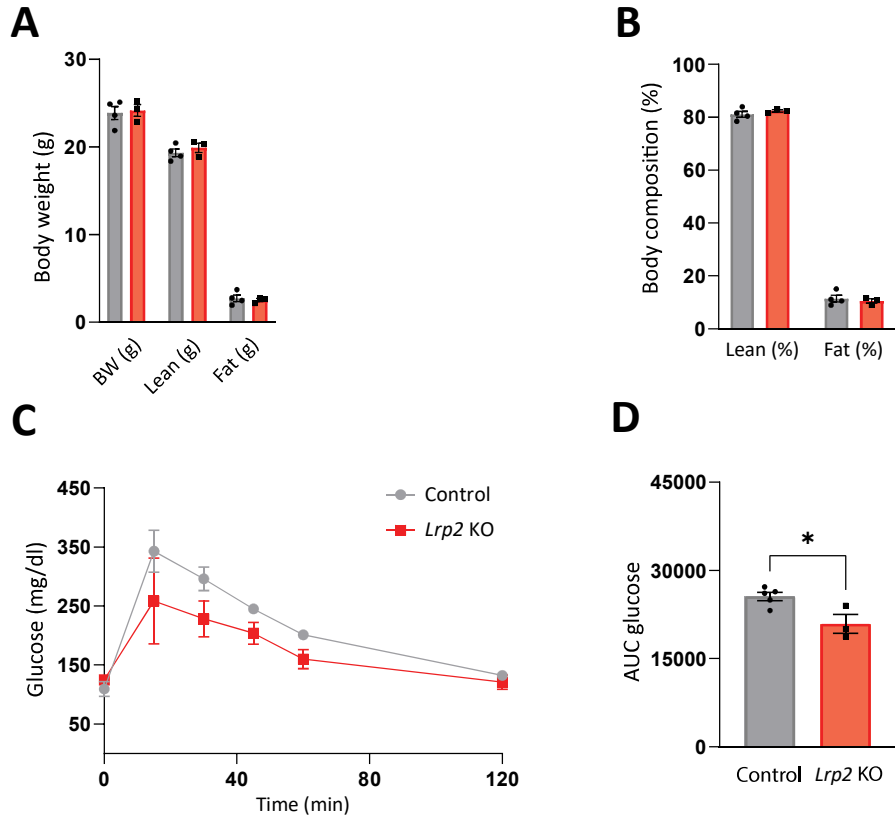 A
Body weight (g)
30
20
10
0
BW (g)
Lean (g)
Fat (g)
B
Body composition (%)
100
80
60
40
20
0
Lean (%)
Fat (%)
C
Glucose (mg/dl)
450
350
250
150
50
0
40
80
120
Time (min)
Control
Lrp2 KO
D
AUC glucose
45000
30000
15000
0
*
Control
Lrp2 KO